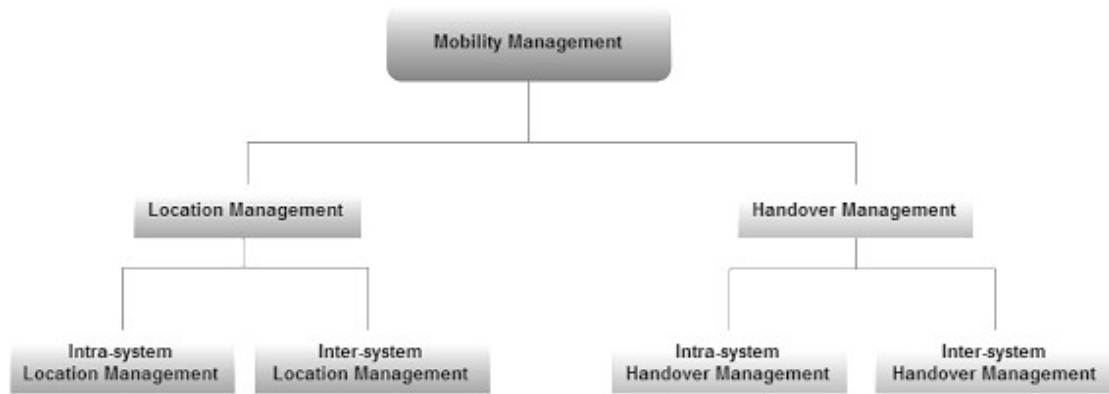 Mobility Management
Location Management
Handover Management
Intra-system
Location Management
Inter-system
Location Management
Intra-system
Handover Management
Inter-system
Handover Management